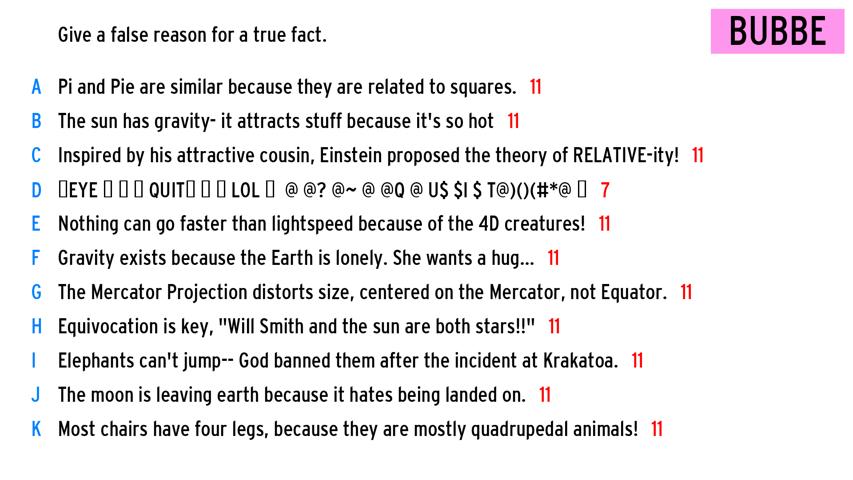 Give a false reason for a true fact.
BUBBE
A Pi and Pie are similar because they are related to squares. 11
B The sun has gravity- it attracts stuff because it's so hot 11
C Inspired by his attractive cousin, Einstein proposed the theory of RELATIVE-ity! 11
D ▯EYE ▯ ▯ ▯ QUIT▯ ▯ ▯ LOL ▯ @ @? @~ @ @Q @ U$ $I $ T@)()(#*@ ▯ 7
E Nothing can go faster than lightspeed because of the 4D creatures! 11
F Gravity exists because the Earth is lonely. She wants a hug... 11
G The Mercator Projection distorts size, centered on the Mercator, not Equator. 11
H Equivocation is key, "Will Smith and the sun are both stars!!" 11
I Elephants can't jump-- God banned them after the incident at Krakatoa. 11
J The moon is leaving earth because it hates being landed on. 11
K Most chairs have four legs, because they are mostly quadrupedal animals! 11